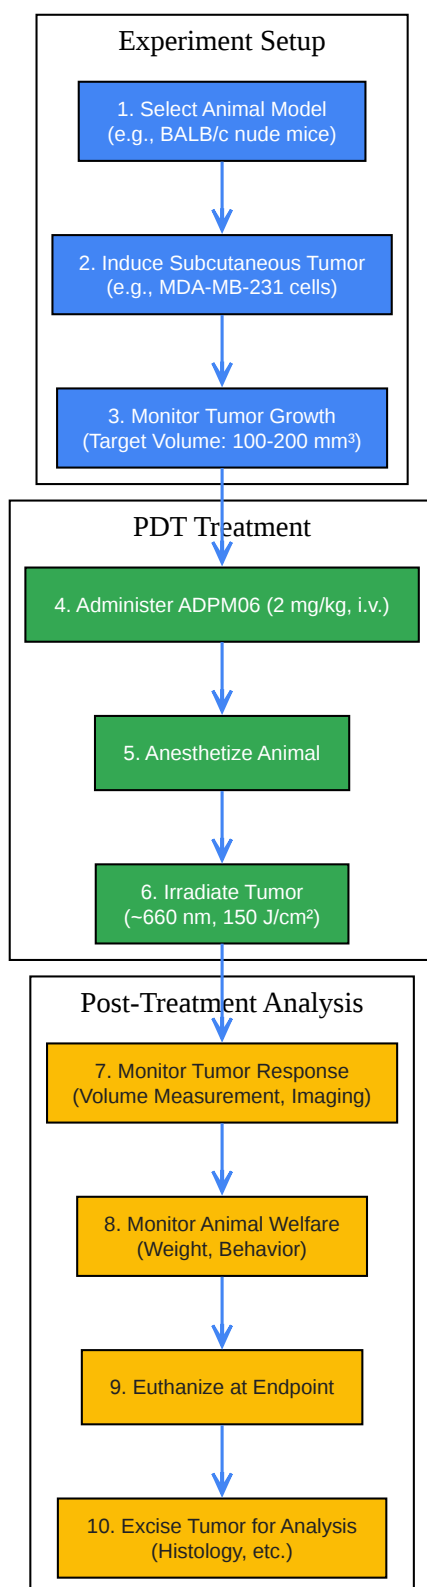 Experiment Setup
1. Select Animal Model
(e.g., BALB/c nude mice)
2. Induce Subcutaneous Tumor
(e.g., MDA-MB-231 cells)
3. Monitor Tumor Growth
(Target Volume: 100-200 mm³)
PDT Treatment
4. Administer ADPM06 (2 mg/kg, i.v.)
5. Anesthetize Animal
6. Irradiate Tumor
(~660 nm, 150 J/cm²)
Post-Treatment Analysis
7. Monitor Tumor Response
(Volume Measurement, Imaging)
8. Monitor Animal Welfare
(Weight, Behavior)
9. Euthanize at Endpoint
10. Excise Tumor for Analysis
(Histology, etc.)